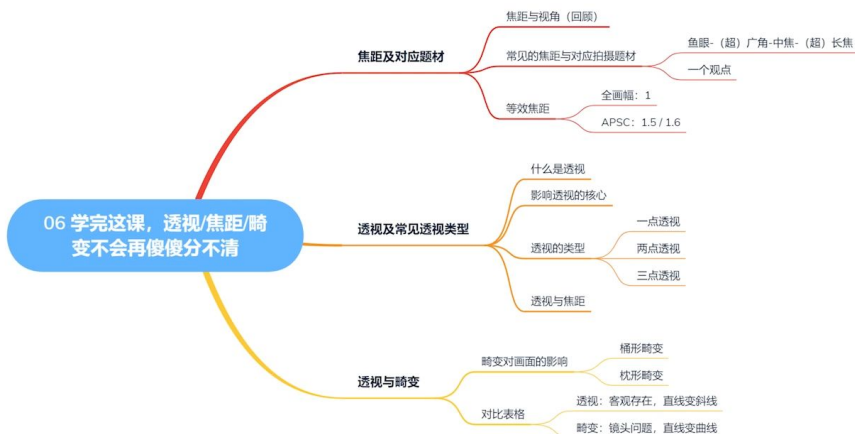 06 学完这课，透视/焦距/畸
变不会再傻傻分不清
焦距及对应题材
焦距与视角（回顾）
常见的焦距与对应拍摄题材
鱼眼-（超）广角-中焦-（超）长焦
一个观点
等效焦距
全画幅：1
APSC：1.5 / 1.6
透视及常见透视类型
什么是透视
影响透视的核心
透视的类型
一点透视
两点透视
三点透视
透视与焦距
透视与畸变
畸变对画面的影响
桶形畸变
枕形畸变
对比表格
透视：客观存在，直线变斜线
畸变：镜头问题，直线变曲线